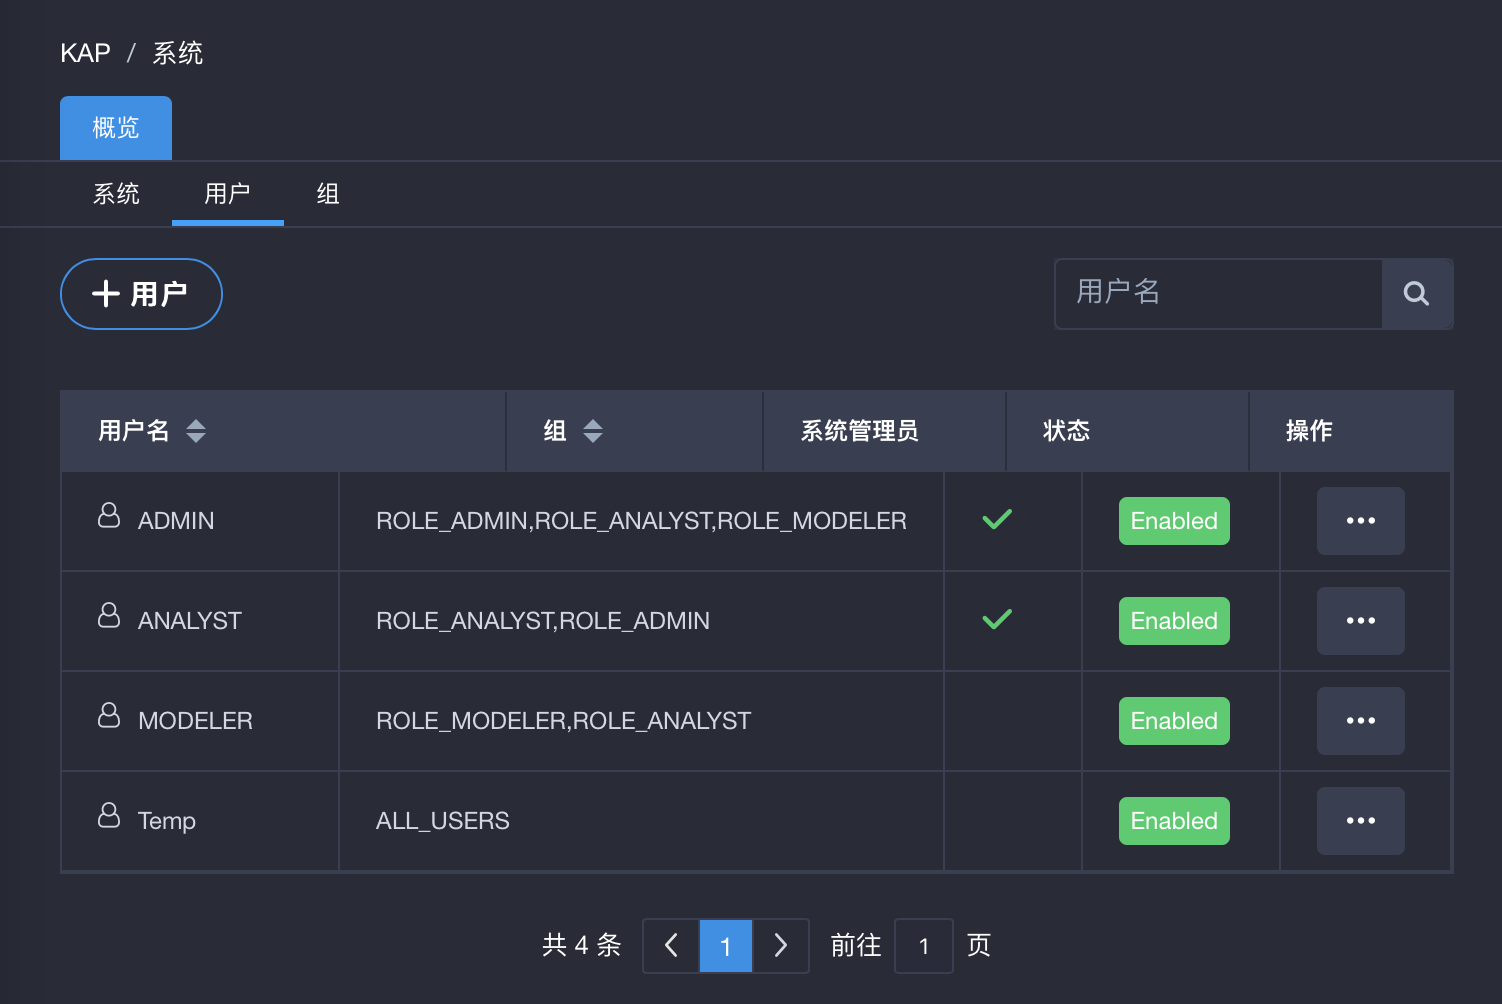 KAP / 系统
概览
系统 用户 组
用户
用户名
用户名 组 系统管理员 状态 操作
ADMIN ROLE_ADMIN,ROLE_ANALYST,ROLE_MODELER Enabled
ANALYST ROLE_ANALYST,ROLE_ADMIN Enabled
MODELER ROLE_MODELER,ROLE_ANALYST Enabled
Temp ALL_USERS Enabled
共 4 条 1 前往 1 页